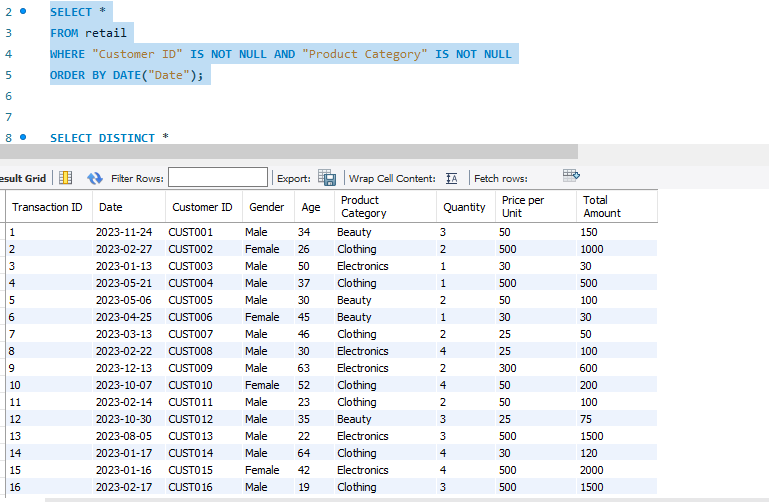 2 SELECT *
3 FROM retail
4 WHERE "Customer ID" IS NOT NULL AND "Product Category" IS NOT NULL
5 ORDER BY DATE("Date");
6
7
8 SELECT DISTINCT *
esult Grid Filter Rows: Export: Wrap Cell Content: Fetch rows:
Transaction ID Date Customer ID Gender Age Product Category Quantity Price per Unit Total Amount
1 2023-11-24 CUST001 Male 34 Beauty 3 50 150
2 2023-02-27 CUST002 Female 26 Clothing 2 500 1000
3 2023-01-13 CUST003 Male 50 Electronics 1 30 30
4 2023-05-21 CUST004 Male 37 Clothing 1 500 500
5 2023-05-06 CUST005 Male 30 Beauty 2 50 100
6 2023-04-25 CUST006 Female 45 Beauty 1 30 30
7 2023-03-13 CUST007 Male 46 Clothing 2 25 50
8 2023-02-22 CUST008 Male 30 Electronics 4 25 100
9 2023-12-13 CUST009 Male 63 Electronics 2 300 600
10 2023-10-07 CUST010 Female 52 Clothing 4 50 200
11 2023-02-14 CUST011 Male 23 Clothing 2 50 100
12 2023-10-30 CUST012 Male 35 Beauty 3 25 75
13 2023-08-05 CUST013 Male 22 Electronics 3 500 1500
14 2023-01-17 CUST014 Male 64 Clothing 4 30 120
15 2023-01-16 CUST015 Female 42 Electronics 4 500 2000
16 2023-02-17 CUST016 Male 19 Clothing 3 500 1500